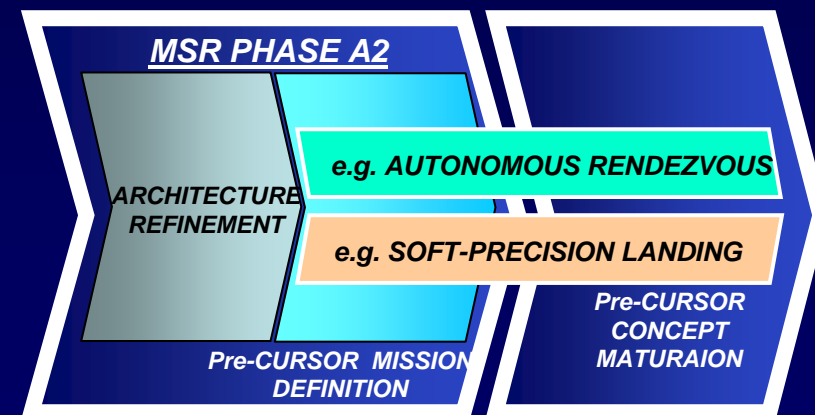 MSR PHASE A2
ARCHITECTURE
REFINEMENT
e.g. AUTONOMOUS RENDEZVOUS
e.g. SOFT-PRECISION LANDING
Pre-CURSOR MISSION
DEFINITION
Pre-CURSOR
CONCEPT
MATURAION